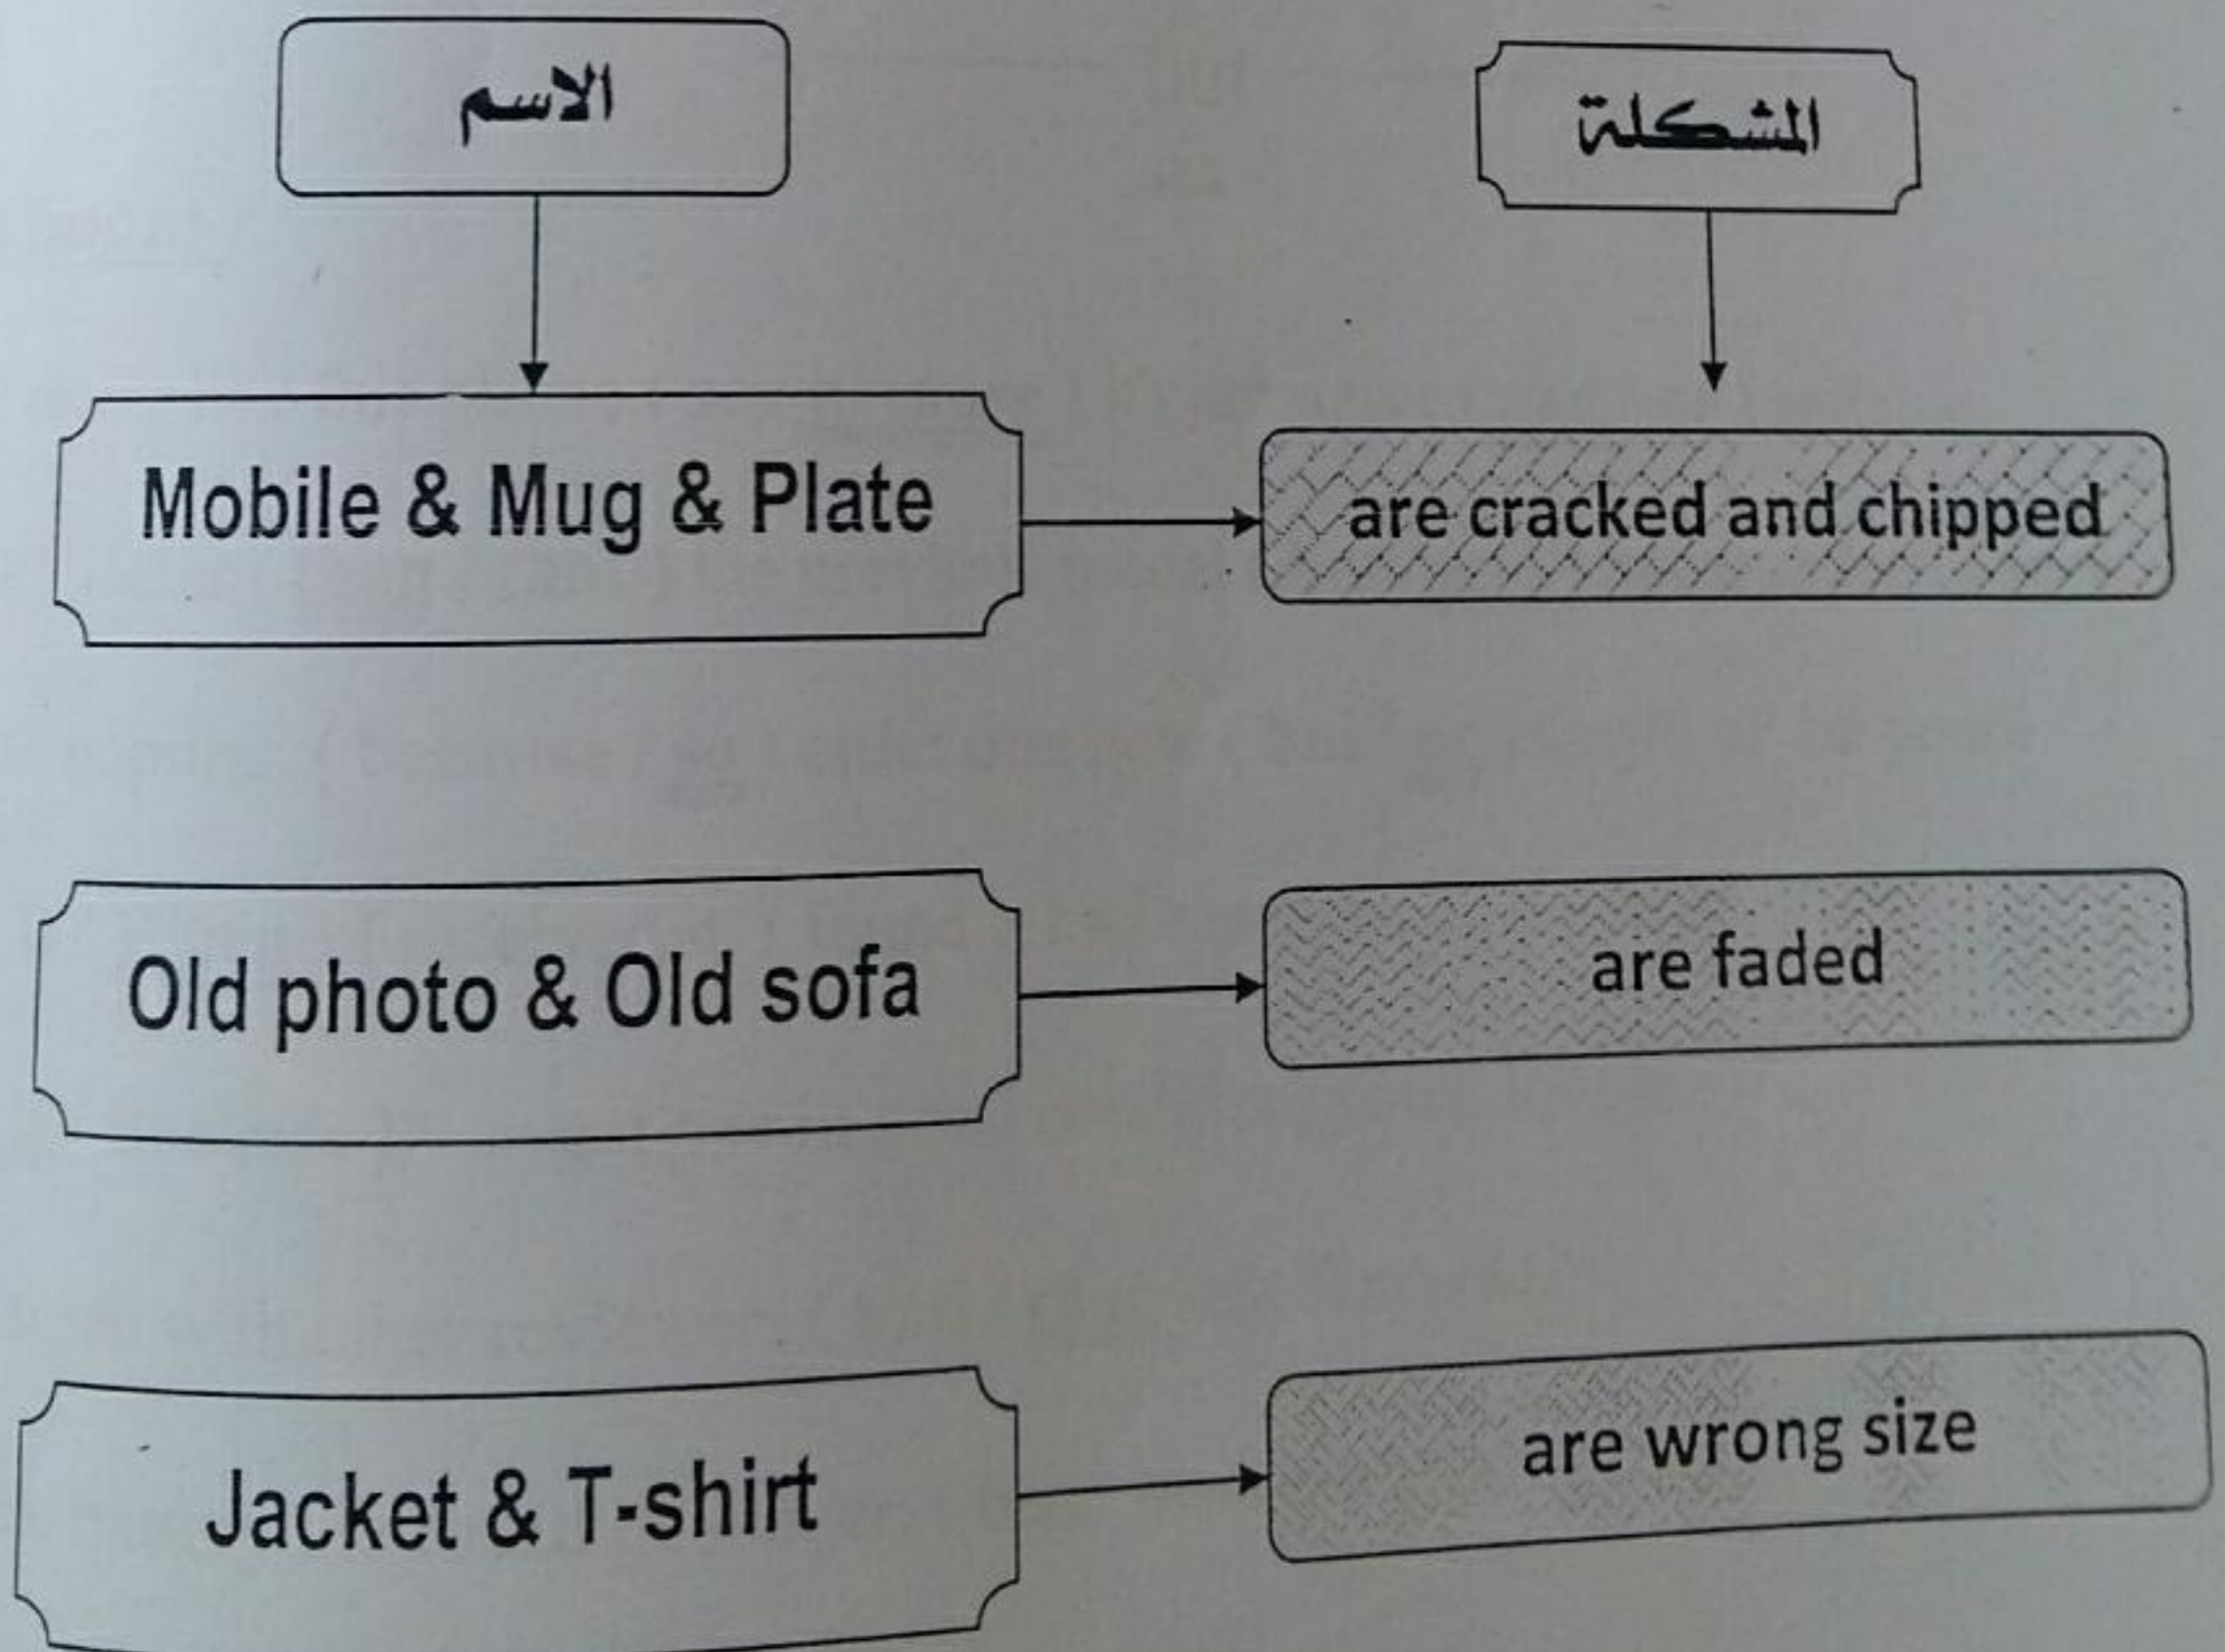 الاسم
المشكلة
Mobile & Mug & Plate
are cracked and chipped
Old photo & Old sofa
are faded
Jacket & T-shirt
are wrong size